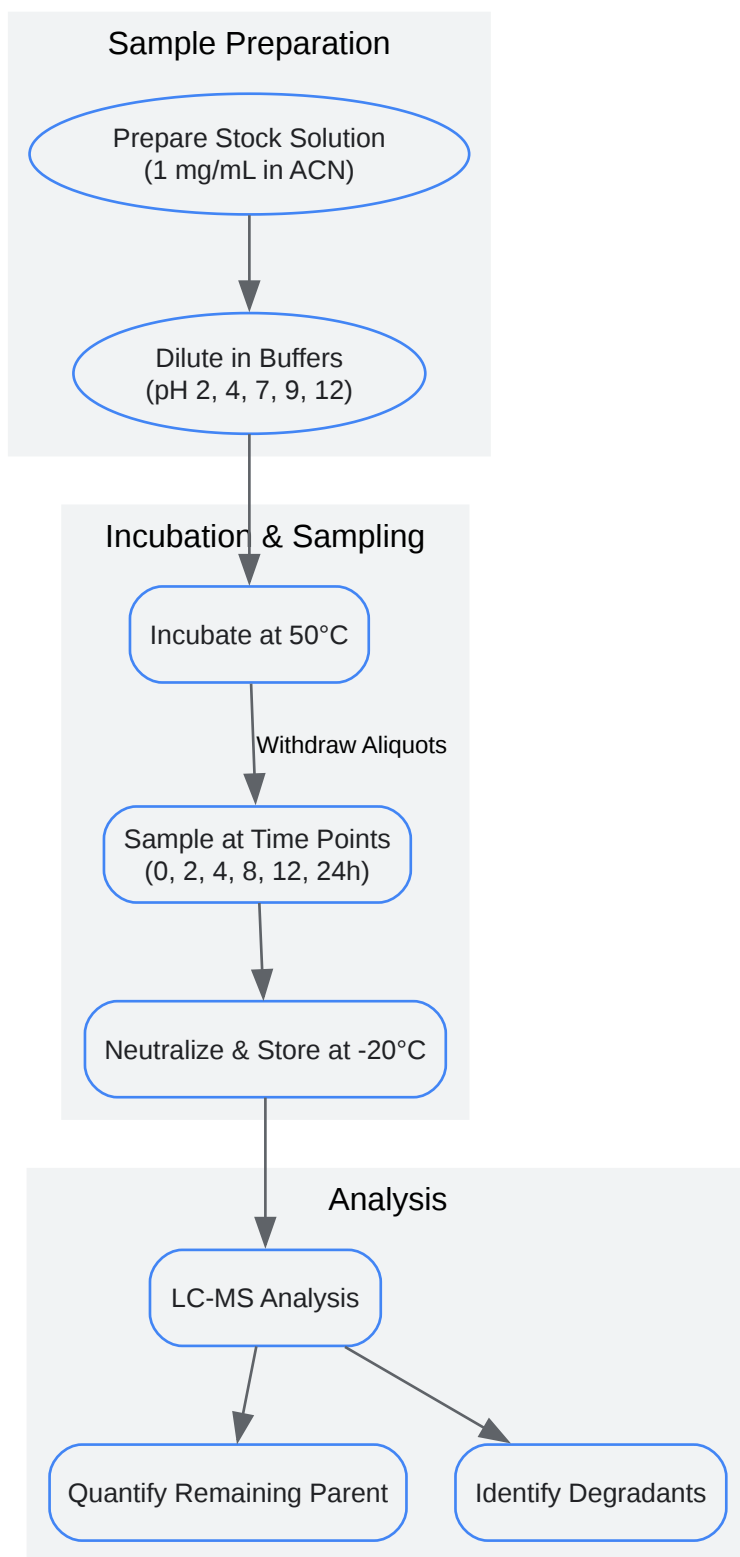 Sample Preparation
Prepare Stock Solution
(1 mg/mL in ACN)
Dilute in Buffers
(pH 2, 4, 7, 9, 12)
Incubation & Sampling
Incubate at 50°C
Withdraw Aliquots
Sample at Time Points
(0, 2, 4, 8, 12, 24h)
Neutralize & Store at -20°C
Analysis
LC-MS Analysis
Quantify Remaining Parent
Identify Degradants